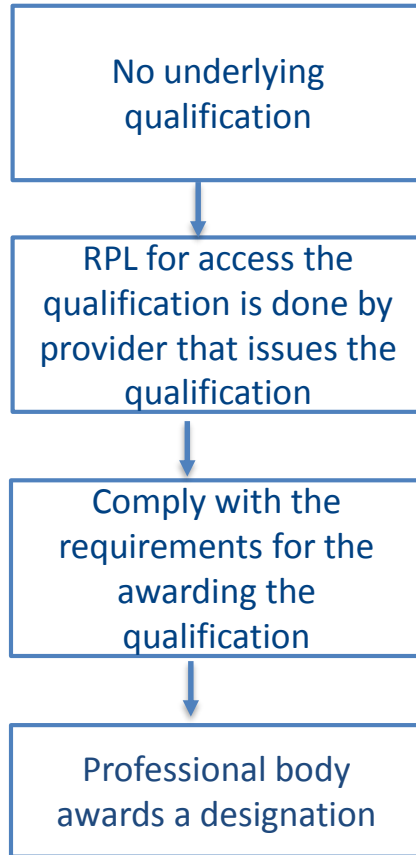 No underlying
qualification
RPL for access the
qualification is done by
provider that issues the
qualification
Comply with the
requirements for the
awarding the
qualification
Professional body
awards a designation